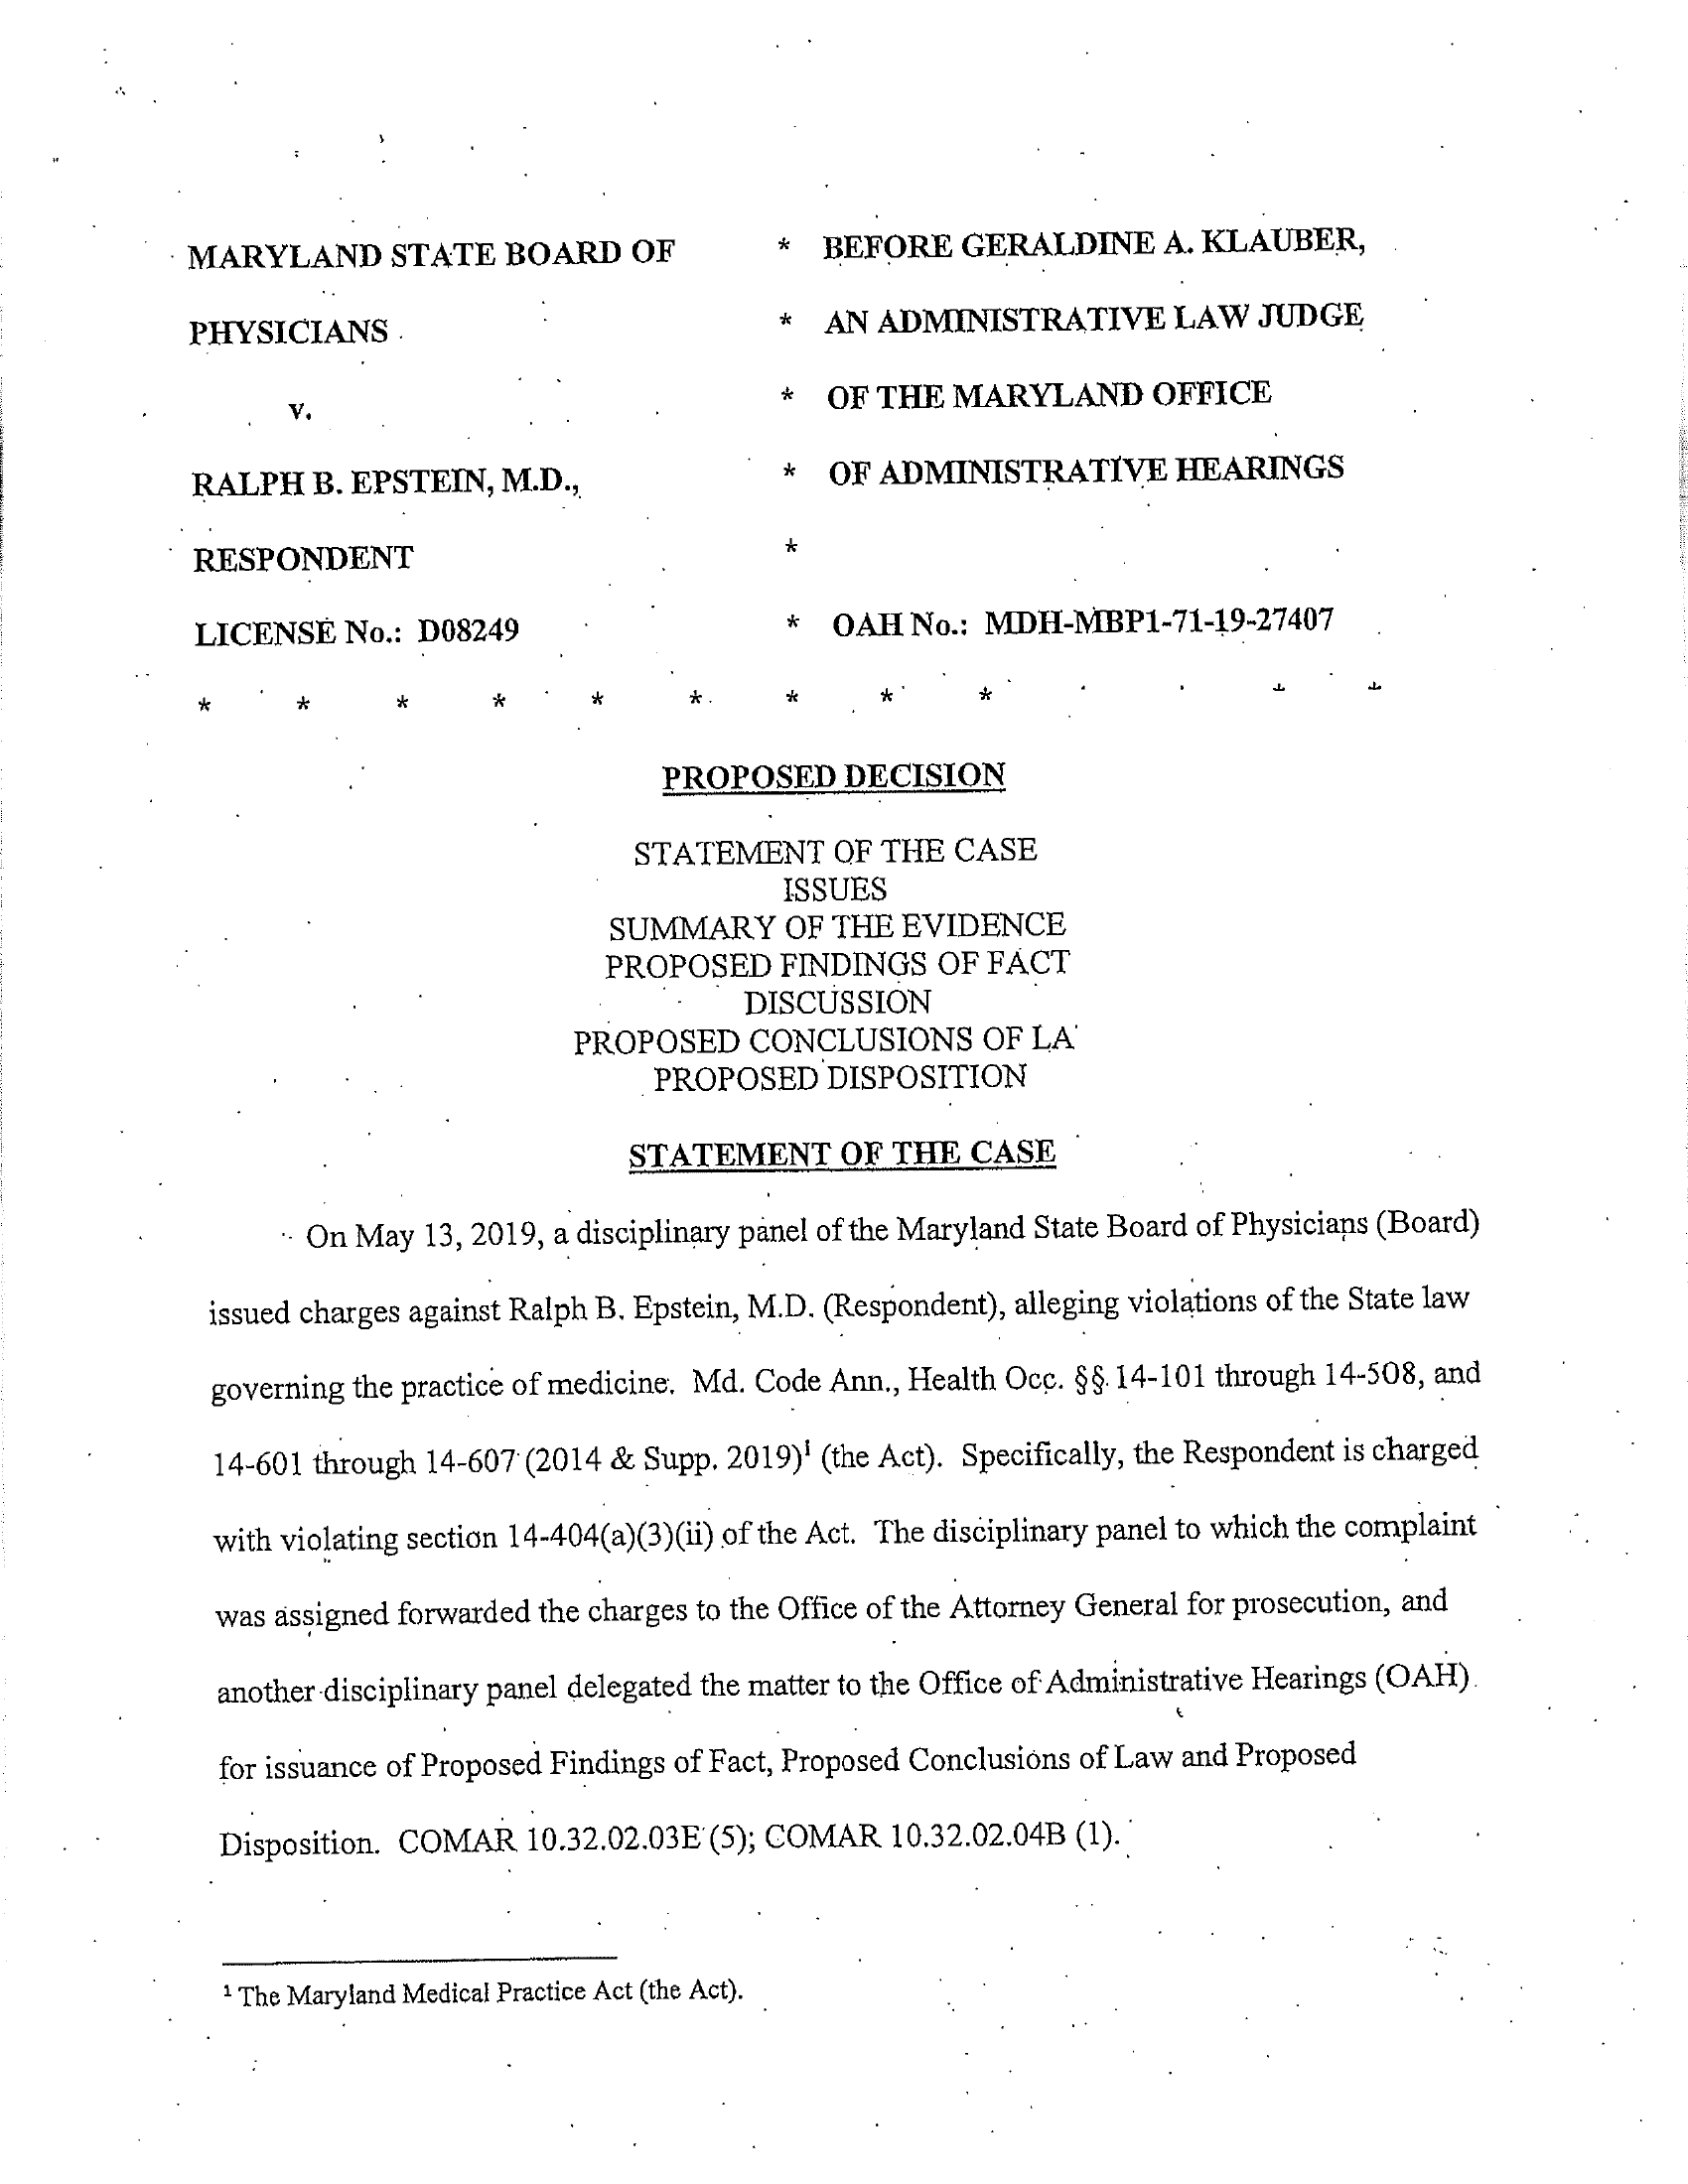 MARYLAND STATE BOARD OF * BEFORE GERALDINE A. KLAUBER,
PHYSICIANS * AN ADMINISTRATIVE LAW JUDGE
v. * OF THE MARYLAND OFFICE
RALPH B. EPSTEIN, M.D., * OF ADMINISTRATIVE HEARINGS
RESPONDENT *
LICENSE No.: D08249 * OAH No.: MDH-MBP1-71-19-27407
* * * * * * * * *
PROPOSED DECISION
STATEMENT OF THE CASE
ISSUES
SUMMARY OF THE EVIDENCE
PROPOSED FINDINGS OF FACT
DISCUSSION
PROPOSED CONCLUSIONS OF LA
PROPOSED DISPOSITION
STATEMENT OF THE CASE
On May 13, 2019, a disciplinary panel of the Maryland State Board of Physicians (Board)
issued charges against Ralph B. Epstein, M.D. (Respondent), alleging violations of the State law
governing the practice of medicine. Md. Code Ann., Health Occ. §§ 14-101 through 14-508, and
14-601 through 14-607 (2014 & Supp. 2019)¹ (the Act). Specifically, the Respondent is charged
with violating section 14-404(a)(3)(ii) of the Act. The disciplinary panel to which the complaint
was assigned forwarded the charges to the Office of the Attorney General for prosecution, and
another disciplinary panel delegated the matter to the Office of Administrative Hearings (OAH)
for issuance of Proposed Findings of Fact, Proposed Conclusions of Law and Proposed
Disposition. COMAR 10.32.02.03E (5); COMAR 10.32.02.04B (1).
¹ The Maryland Medical Practice Act (the Act).